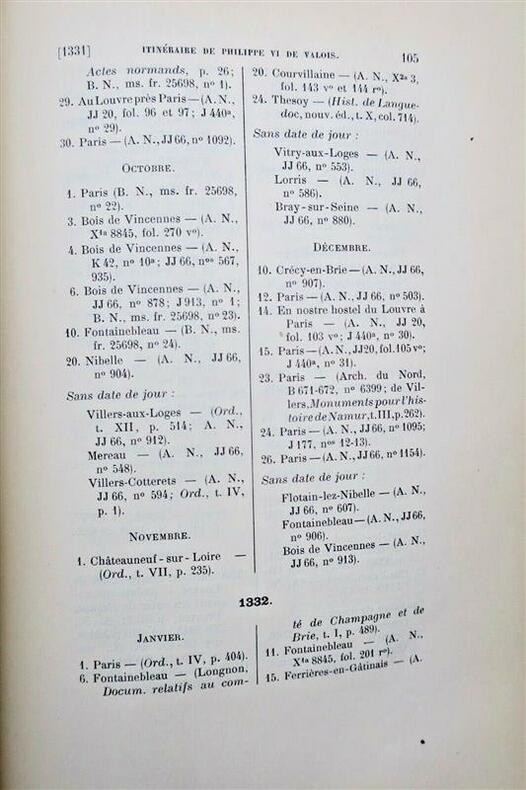 [1331] ITINÉRAIRE DE PHILIPPE VI DE VALOIS. 105
Actes normands, p. 26;
B. N., ms. fr. 25698, nº 1).
29. Au Louvre près Paris — (A. N.,
JJ 20, fol. 96 et 97; J 440ᵃ,
nº 29).
30. Paris — (A. N., JJ 66, nº 1092).
OCTOBRE.
1. Paris (B. N., ms. fr. 25698,
nº 22).
3. Bois de Vincennes — (A. N.,
X¹ᵃ 8845, fol. 270 vº).
4. Bois de Vincennes — (A. N.,
K 42, nº 10ᵃ; JJ 66, nᵒˢ 567,
935).
6. Bois de Vincennes — (A. N.,
JJ 66, nº 878; J 913, nº 1;
B. N., ms. fr. 25698, nº 23).
10. Fontainebleau — (B. N., ms.
fr. 25698, nº 24).
20. Nibelle — (A. N., JJ 66,
nº 904).
Sans date de jour :
Villers-aux-Loges — (Ord.,
t. XII, p. 514; A. N.,
JJ 66, nº 912).
Mereau — (A. N., JJ 66,
nº 548).
Villers-Cotterets — (A. N.,
JJ 66, nº 594; Ord., t. IV,
p. 1).
NOVEMBRE.
1. Châteauneuf-sur-Loire —
(Ord., t. VII, p. 235).
20. Courvillaine — (A. N., X²ᵃ 3,
fol. 143 vº et 144 rº).
24. Thesoy — (Hist. de Langue-
doc, nouv. éd., t. X, col. 714).
Sans date de jour :
Vitry-aux-Loges — (A. N.,
JJ 66, nº 553).
Lorris — (A. N., JJ 66,
nº 586).
Bray-sur-Seine — (A. N.,
JJ 66, nº 880).
DÉCEMBRE.
10. Crécy-en-Brie — (A. N., JJ 66,
nº 907).
12. Paris — (A. N., JJ 66, nº 503).
14. En nostre hostel du Louvre à
Paris — (A. N., JJ 20,
fol. 103 vº; J 440ᵃ, nº 30).
15. Paris — (A. N., JJ 20, fol. 105 vº;
J 440ᵃ, nº 31).
23. Paris — (Arch. du Nord,
B 671-672, nº 6399; de Vil-
lers, Monuments pour l'his-
toire de Namur, t. III, p. 262).
24. Paris — (A. N., JJ 66, nº 1095;
J 177, nᵒˢ 12-13).
26. Paris — (A. N., JJ 66, nº 1154).
Sans date de jour :
Flotain-lez-Nibelle — (A. N.,
JJ 66, nº 607).
Fontainebleau — (A. N., JJ 66,
nº 906).
Bois de Vincennes — (A. N.,
JJ 66, nº 913).
1332.
JANVIER.
1. Paris — (Ord., t. IV, p. 404).
6. Fontainebleau — (Longnon,
Docum. relatifs au com-
té de Champagne et de
Brie, t. I, p. 489).
11. Fontainebleau — (A. N.,
X¹ᵃ 8845, fol. 201 rº).
15. Ferrières-en-Gâtinais — (A.